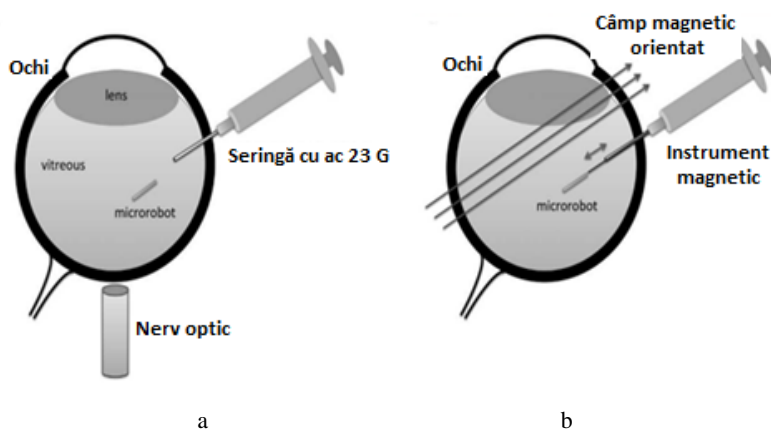 Ochi
lens
vitreous
Seringă cu ac 23 G
microrobot
Nerv optic
a
Câmp magnetic
orientat
Ochi
Instrument
magnetic
microrobot
b